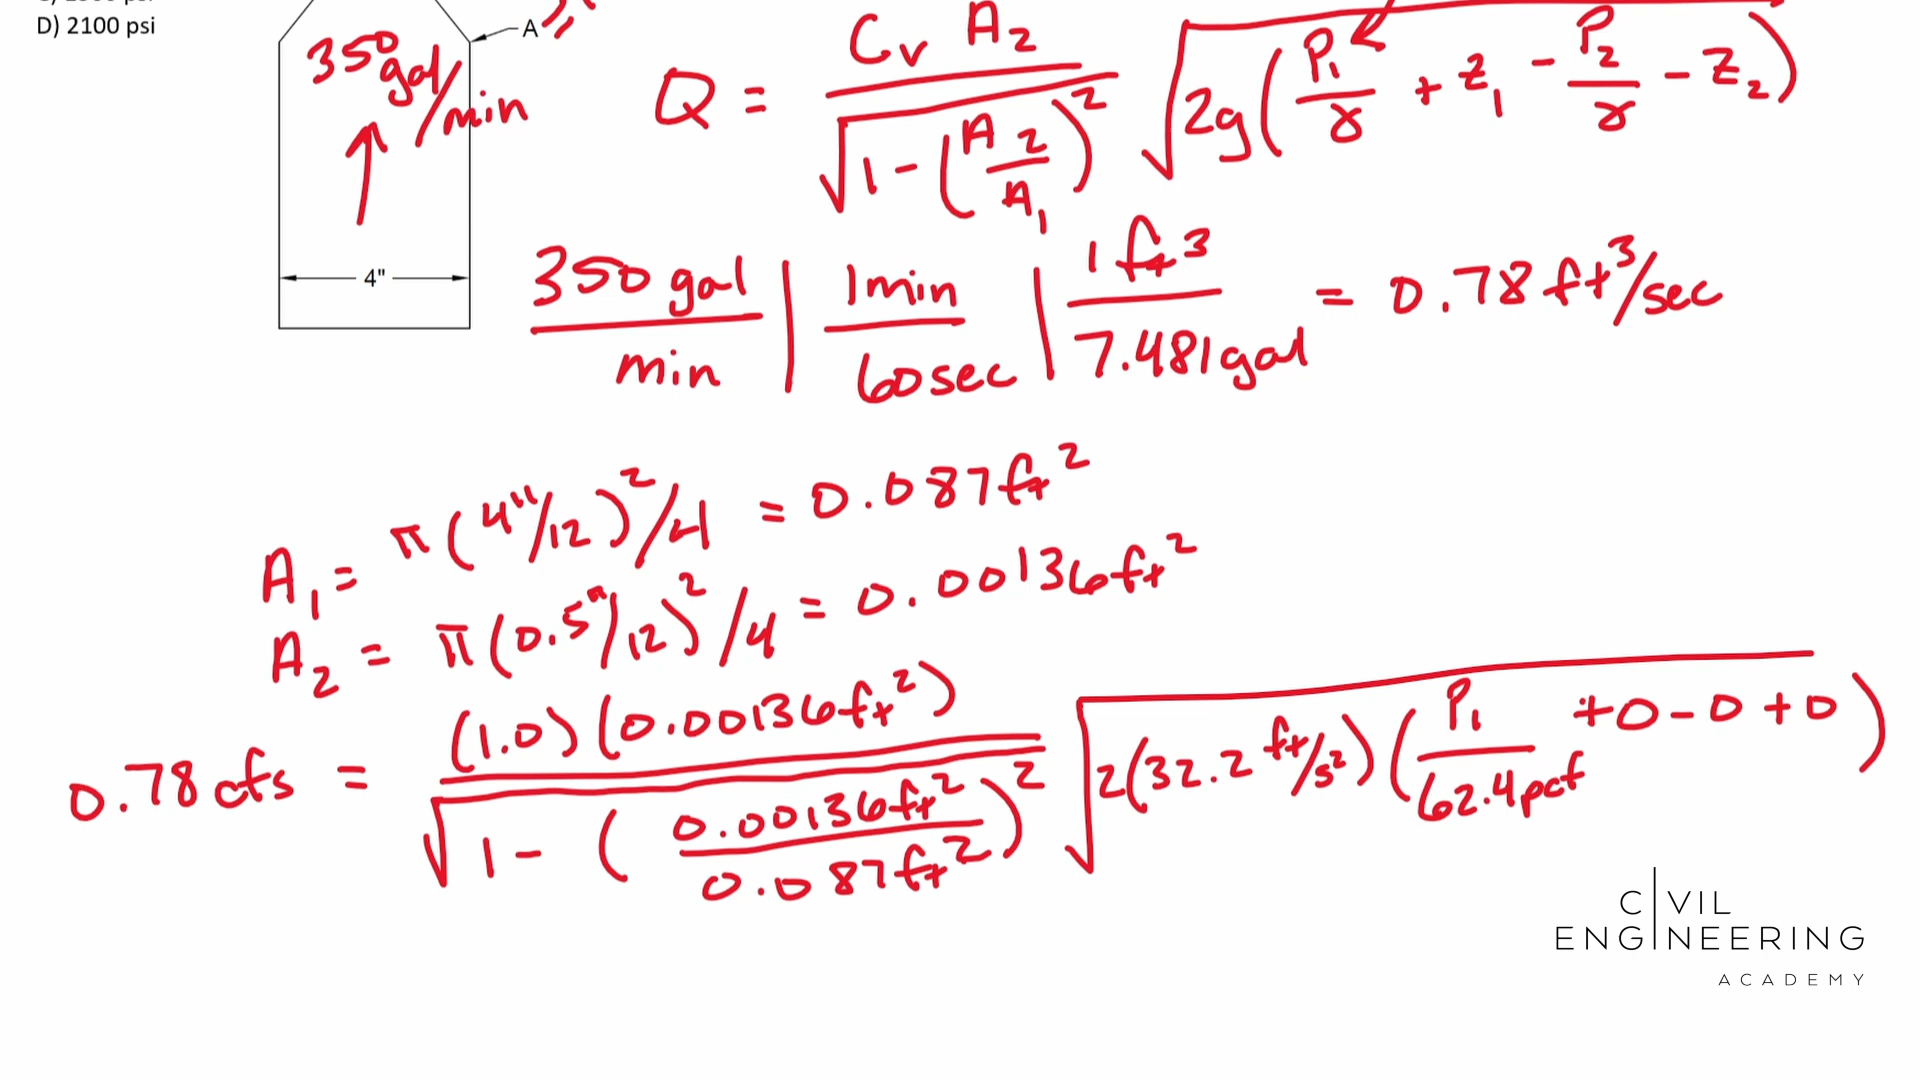 D) 2100 psi
A
350 gal/min
4"
Q = Cv A2 / √(1 - (A2/A1)²) √(2g(P1/γ + z1 - P2/γ - z2))
350 gal/min | 1 min/60 sec | 1 ft³/7.481 gal = 0.78 ft³/sec
A1 = π(4"/12)²/4 = 0.087 ft²
A2 = π(0.5"/12)²/4 = 0.00136 ft²
0.78 cfs = (1.0)(0.00136 ft²) / √(1 - (0.00136 ft²/0.087 ft²)²) √(2(32.2 ft/s²)(P1/62.4 pcf + 0 - 0 + 0))
CIVIL
ENGINEERING
ACADEMY